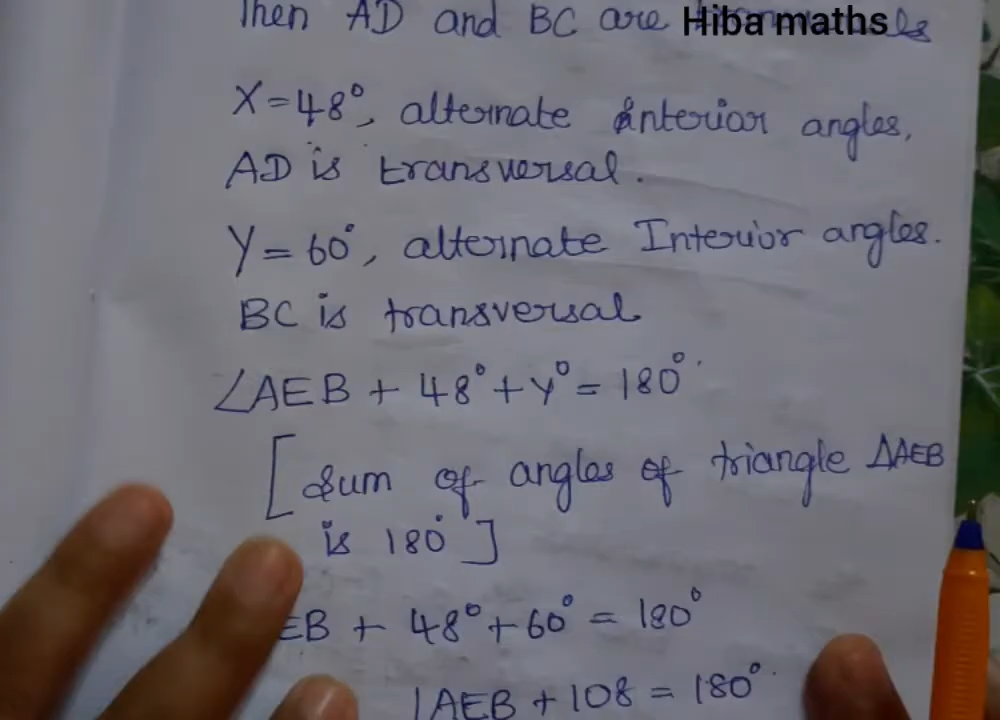 Then AD and BC are
Hiba maths
X=48°, alternate interior angles,
AD is transversal.
Y=60°, alternate Interior angles.
BC is transversal
∠AEB + 48°+Y°= 180°
[Sum of angles of triangle ΔAEB
is 180°]
EB + 48°+60° = 180°
∠AEB + 108 = 180°